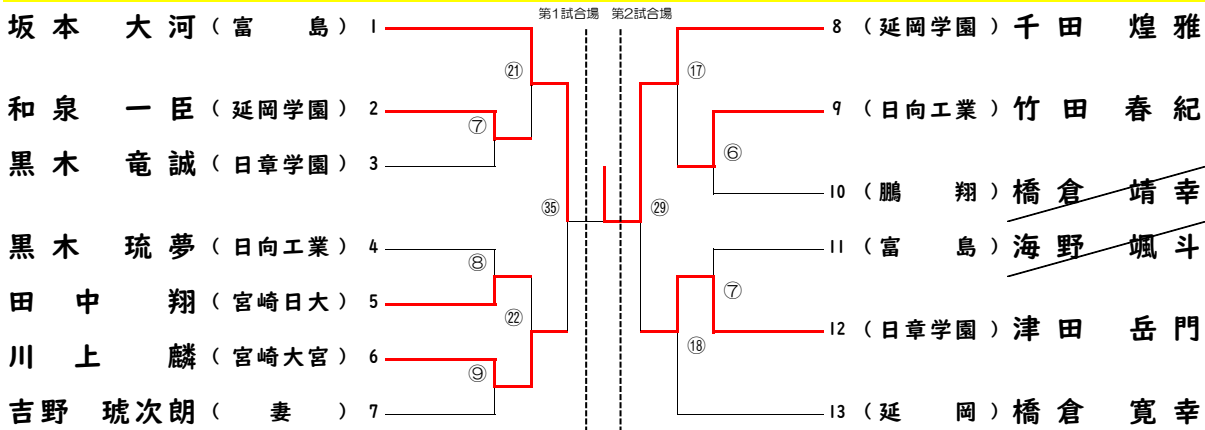 第1試合場 第2試合場
坂本 大河 （富 島） 1
㉑
和泉 一臣 （延岡学園） 2
⑦
黒木 竜誠 （日章学園） 3
㉟
黒木 琉夢 （日向工業） 4
⑧
田中 翔 （宮崎日大） 5
㉒
川上 麟 （宮崎大宮） 6
⑨
吉野 琥次朗 （ 妻 ） 7
8 （延岡学園） 千田 煌雅
⑰
9 （日向工業） 竹田 春紀
⑥
10 （鵬 翔） 橋倉 靖幸
㉙
11 （富 島） 海野 颯斗
⑦
12 （日章学園） 津田 岳門
⑱
13 （延 岡） 橋倉 寛幸